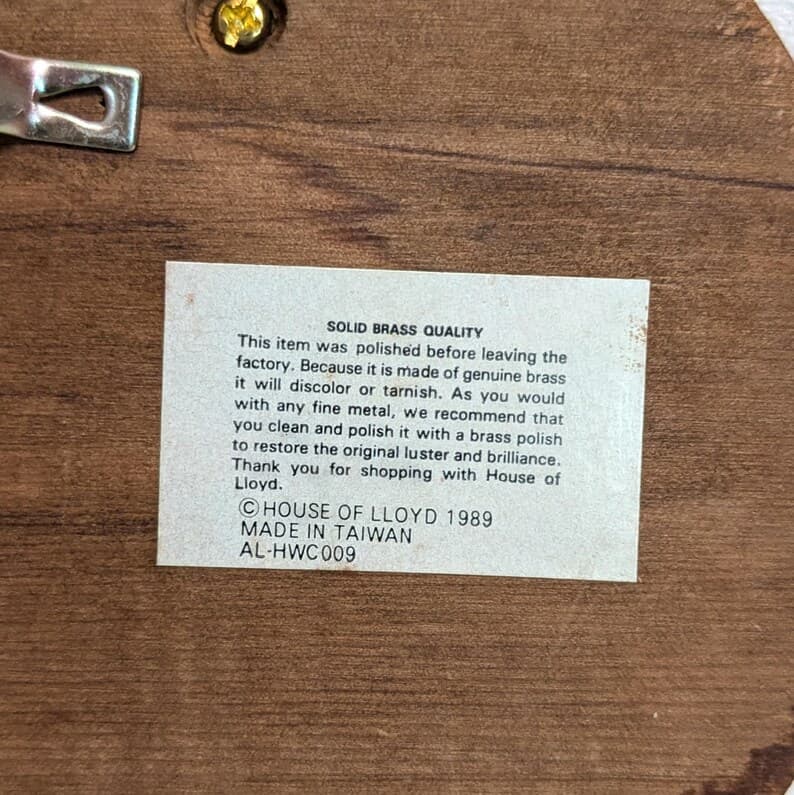 SOLID BRASS QUALITY
This item was polished before leaving the
factory. Because it is made of genuine brass
it will discolor or tarnish. As you would
with any fine metal, we recommend that
you clean and polish it with a brass polish
to restore the original luster and brilliance.
Thank you for shopping with House of
Lloyd.
©HOUSE OF LLOYD 1989
MADE IN TAIWAN
AL-HWC009